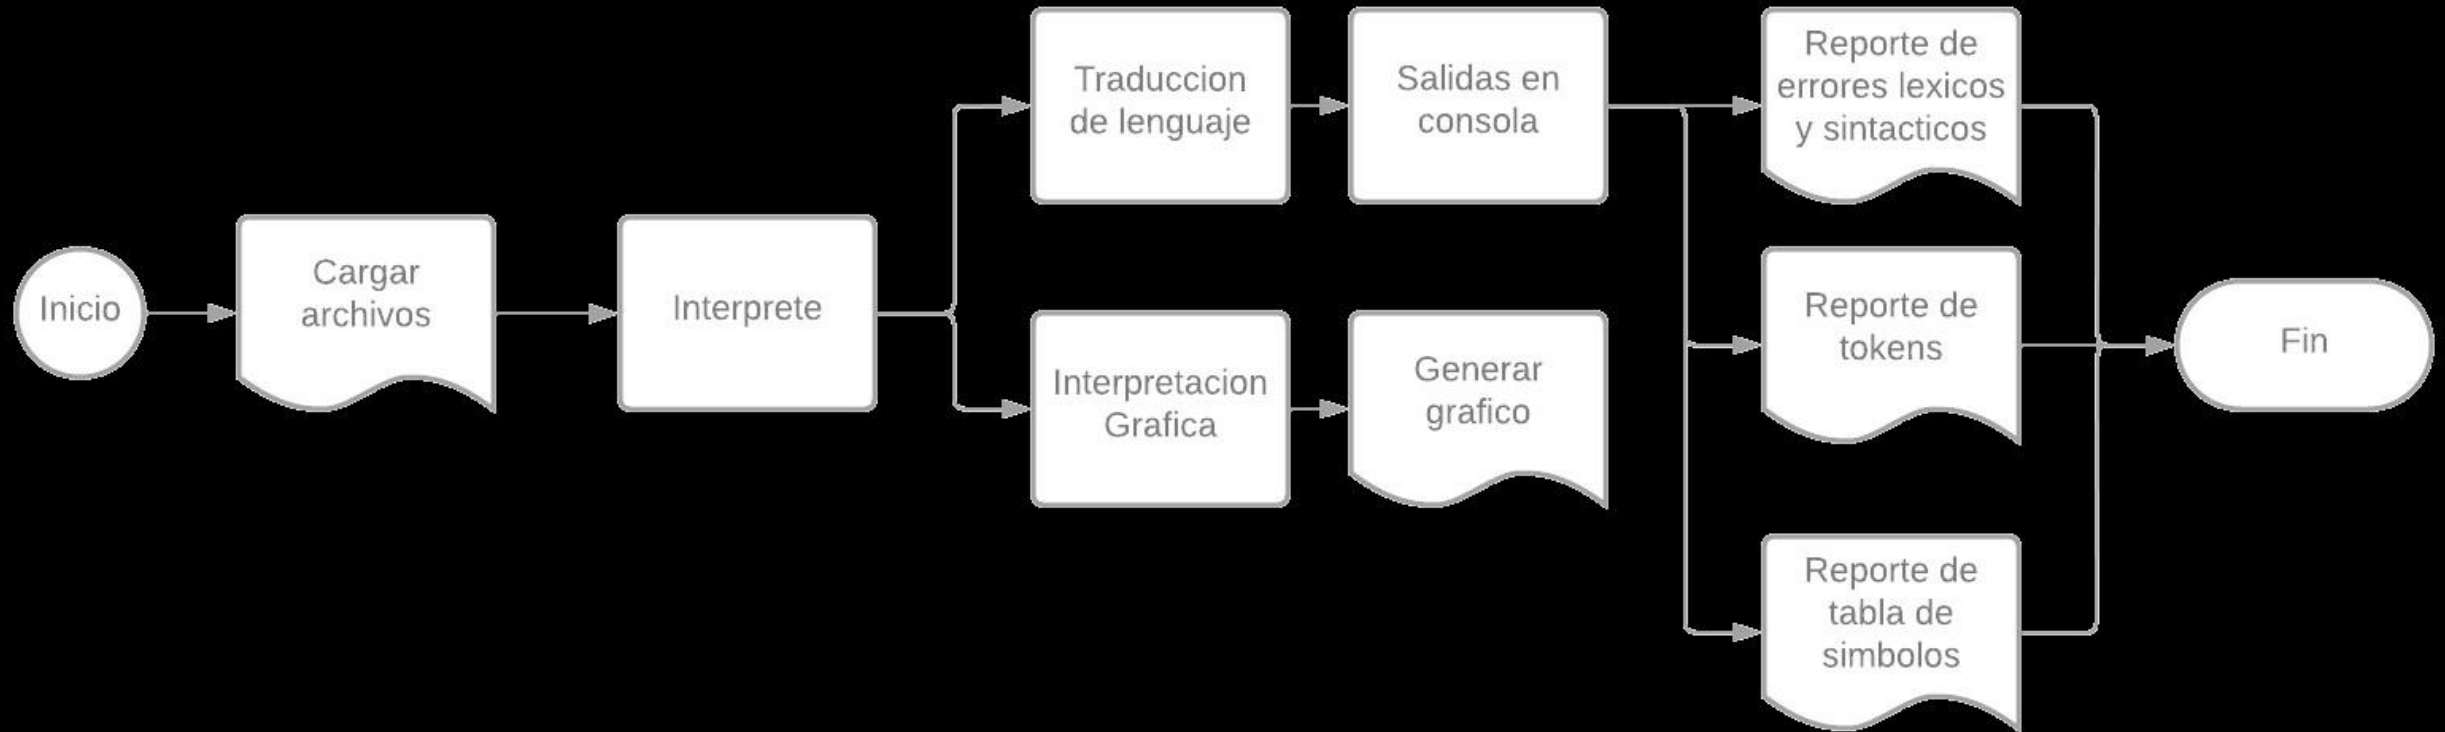 Inicio
Cargar
archivos
Interprete
Traduccion
de lenguaje
Salidas en
consola
Interpretacion
Grafica
Generar
grafico
Reporte de
errores lexicos
y sintacticos
Reporte de
tokens
Reporte de
tabla de
simbolos
Fin